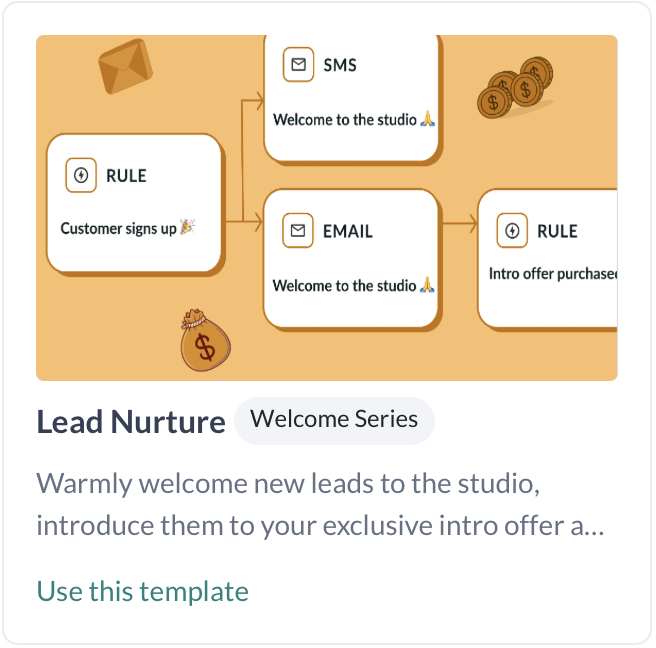 SMS
Welcome to the studio 🙏
RULE
Customer signs up 🎉
EMAIL
Welcome to the studio 🙏
RULE
Intro offer purchased
$
$
$
$
Lead Nurture
Welcome Series
Warmly welcome new leads to the studio,
introduce them to your exclusive intro offer a...
Use this template